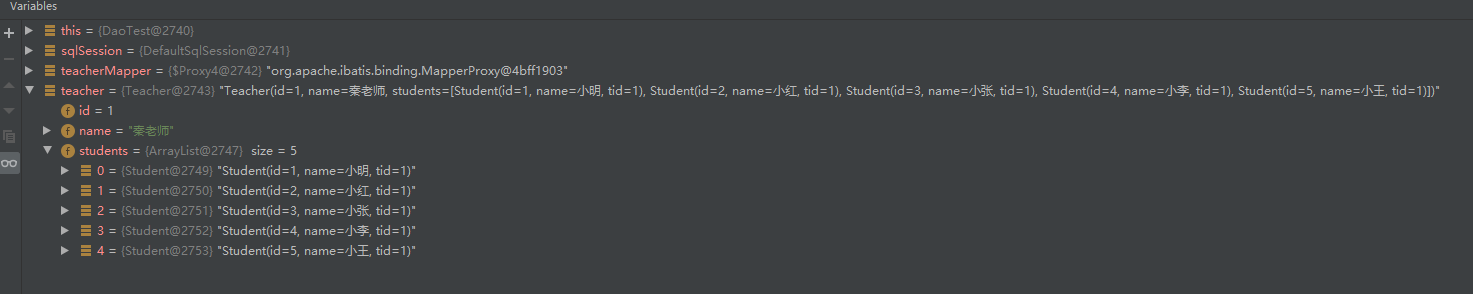 Variables
this = {DaoTest@2740}
sqlSession = {DefaultSqlSession@2741}
teacherMapper = {$Proxy4@2742} "org.apache.ibatis.binding.MapperProxy@4bff1903"
teacher = {Teacher@2743} "Teacher(id=1, name=秦老师, students=[Student(id=1, name=小明, tid=1), Student(id=2, name=小红, tid=1), Student(id=3, name=小张, tid=1), Student(id=4, name=小李, tid=1), Student(id=5, name=小王, tid=1)])"
f id = 1
f name = "秦老师"
f students = {ArrayList@2747} size = 5
0 = {Student@2749} "Student(id=1, name=小明, tid=1)"
1 = {Student@2750} "Student(id=2, name=小红, tid=1)"
2 = {Student@2751} "Student(id=3, name=小张, tid=1)"
3 = {Student@2752} "Student(id=4, name=小李, tid=1)"
4 = {Student@2753} "Student(id=5, name=小王, tid=1)"